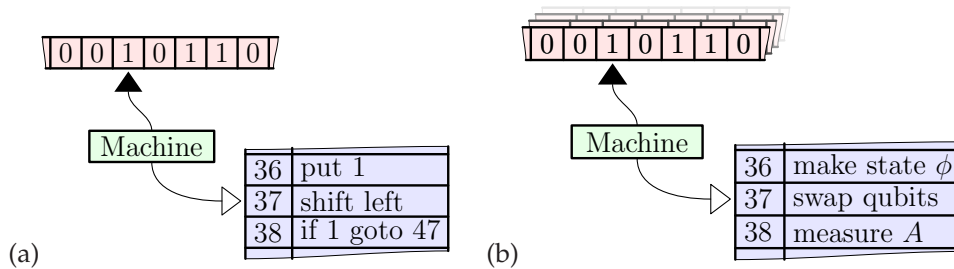 0 0 1 0 1 1 0
Machine
36 put 1
37 shift left
38 if 1 goto 47
(a)
0 0 1 0 1 1 0
Machine
36 make state ϕ
37 swap qubits
38 measure A
(b)